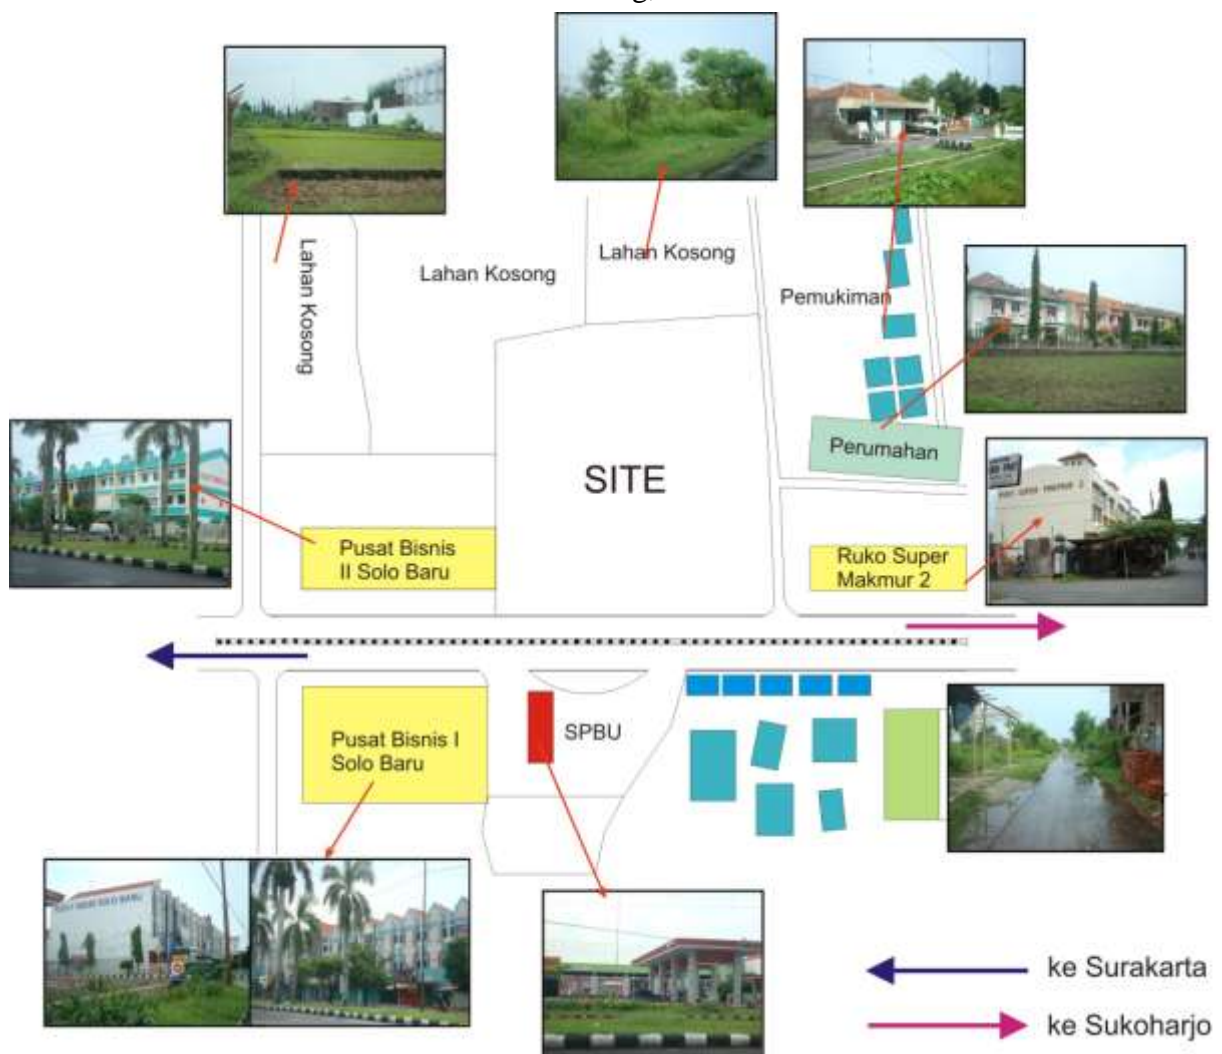 Lahan Kosong
Lahan Kosong
Lahan Kosong
Pemukiman
Perumahan
SITE
Pusat Bisnis
II Solo Baru
Ruko Super
Makmur 2
Pusat Bisnis I
Solo Baru
SPBU
ke Surakarta
ke Sukoharjo